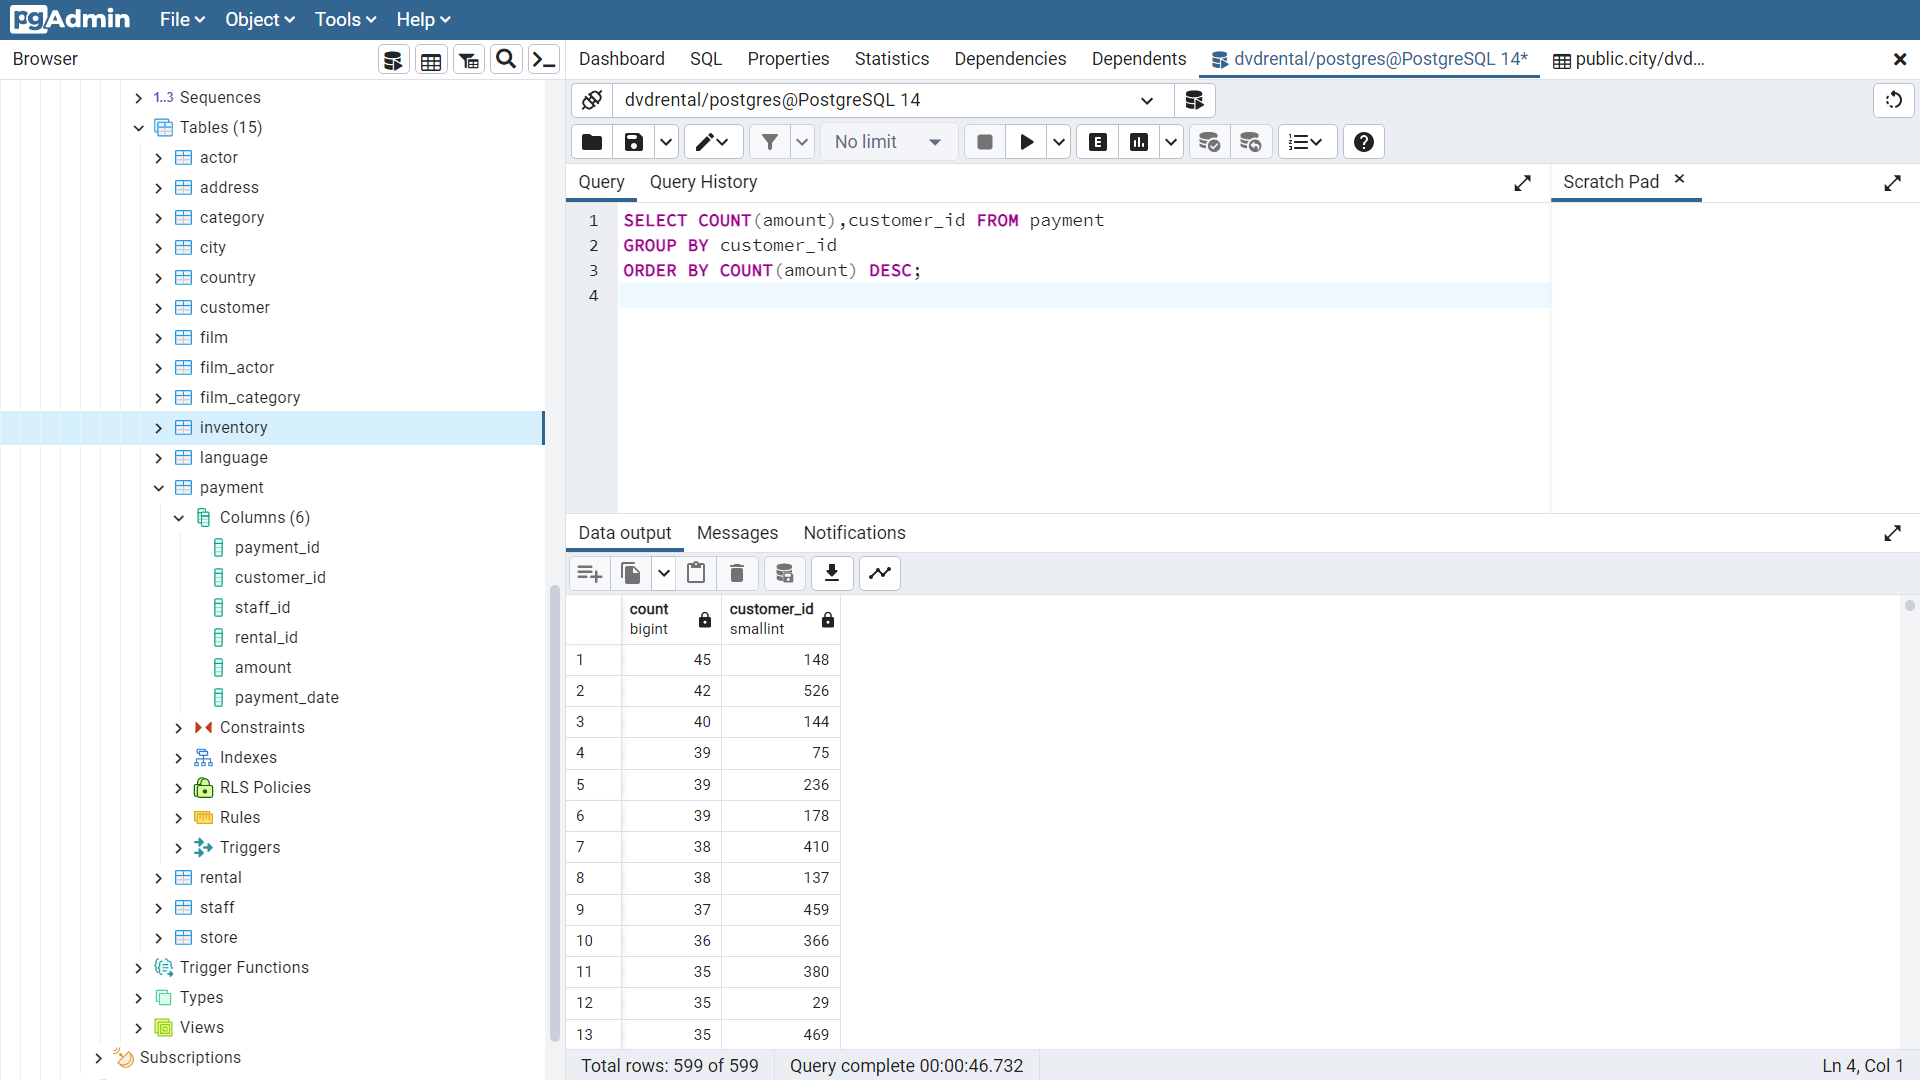 pgAdmin File Object Tools Help
Browser
Dashboard SQL Properties Statistics Dependencies Dependents dvdrental/postgres@PostgreSQL 14* public.city/dvd...
dvdrental/postgres@PostgreSQL 14
No limit
E
Query Query History
Scratch Pad
1 SELECT COUNT(amount),customer_id FROM payment
2 GROUP BY customer_id
3 ORDER BY COUNT(amount) DESC;
4
1..3 Sequences
Tables (15)
actor
address
category
city
country
customer
film
film_actor
film_category
inventory
language
payment
Columns (6)
payment_id
customer_id
staff_id
rental_id
amount
payment_date
Constraints
Indexes
RLS Policies
Rules
Triggers
rental
staff
store
Trigger Functions
Types
Views
Subscriptions
Data output Messages Notifications
count customer_id
bigint smallint
1 45 148
2 42 526
3 40 144
4 39 75
5 39 236
6 39 178
7 38 410
8 38 137
9 37 459
10 36 366
11 35 380
12 35 29
13 35 469
Total rows: 599 of 599 Query complete 00:00:46.732 Ln 4, Col 1